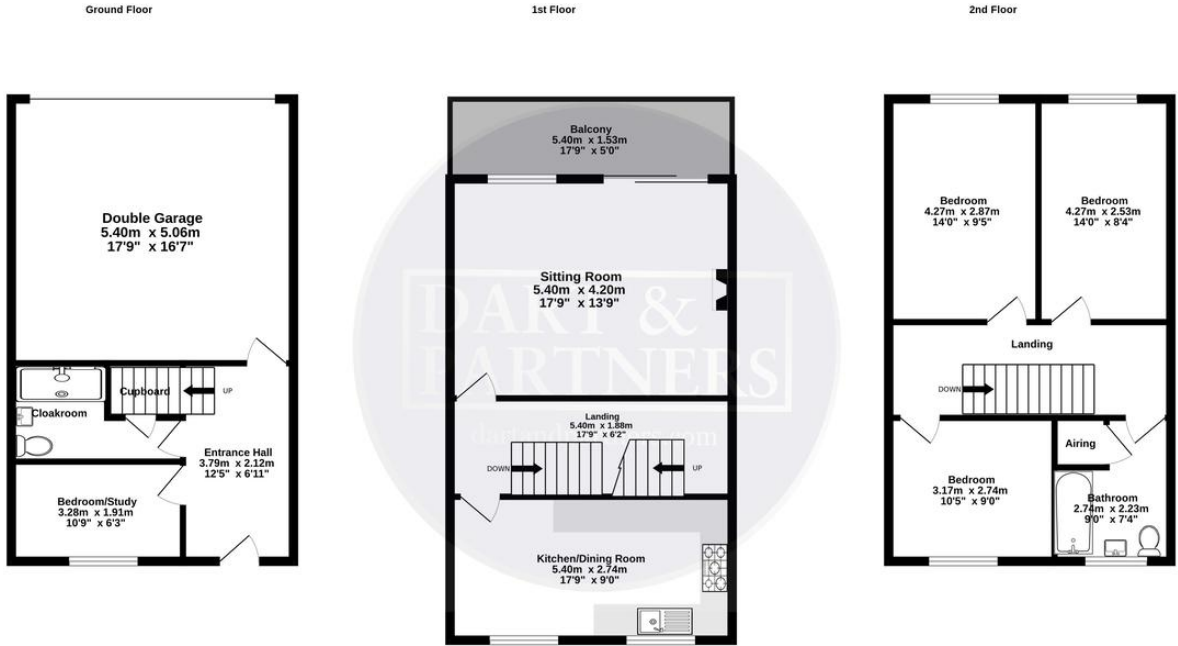 Ground Floor
1st Floor
2nd Floor
Double Garage
5.40m x 5.06m
17'9" x 16'7"
Cupboard
UP
Cloakroom
Entrance Hall
3.79m x 2.12m
12'5" x 6'11"
Bedroom/Study
3.28m x 1.91m
10'9" x 6'3"
Balcony
5.40m x 1.53m
17'9" x 5'0"
Sitting Room
5.40m x 4.20m
17'9" x 13'9"
DART &
PARTNERS
Landing
5.40m x 1.88m
17'9" x 6'2"
DOWN
UP
Kitchen/Dining Room
5.40m x 2.74m
17'9" x 9'0"
Bedroom
4.27m x 2.87m
14'0" x 9'5"
Bedroom
4.27m x 2.53m
14'0" x 8'4"
Landing
DOWN
Airing
Bedroom
3.17m x 2.74m
10'5" x 9'0"
Bathroom
2.74m x 2.23m
9'0" x 7'4"